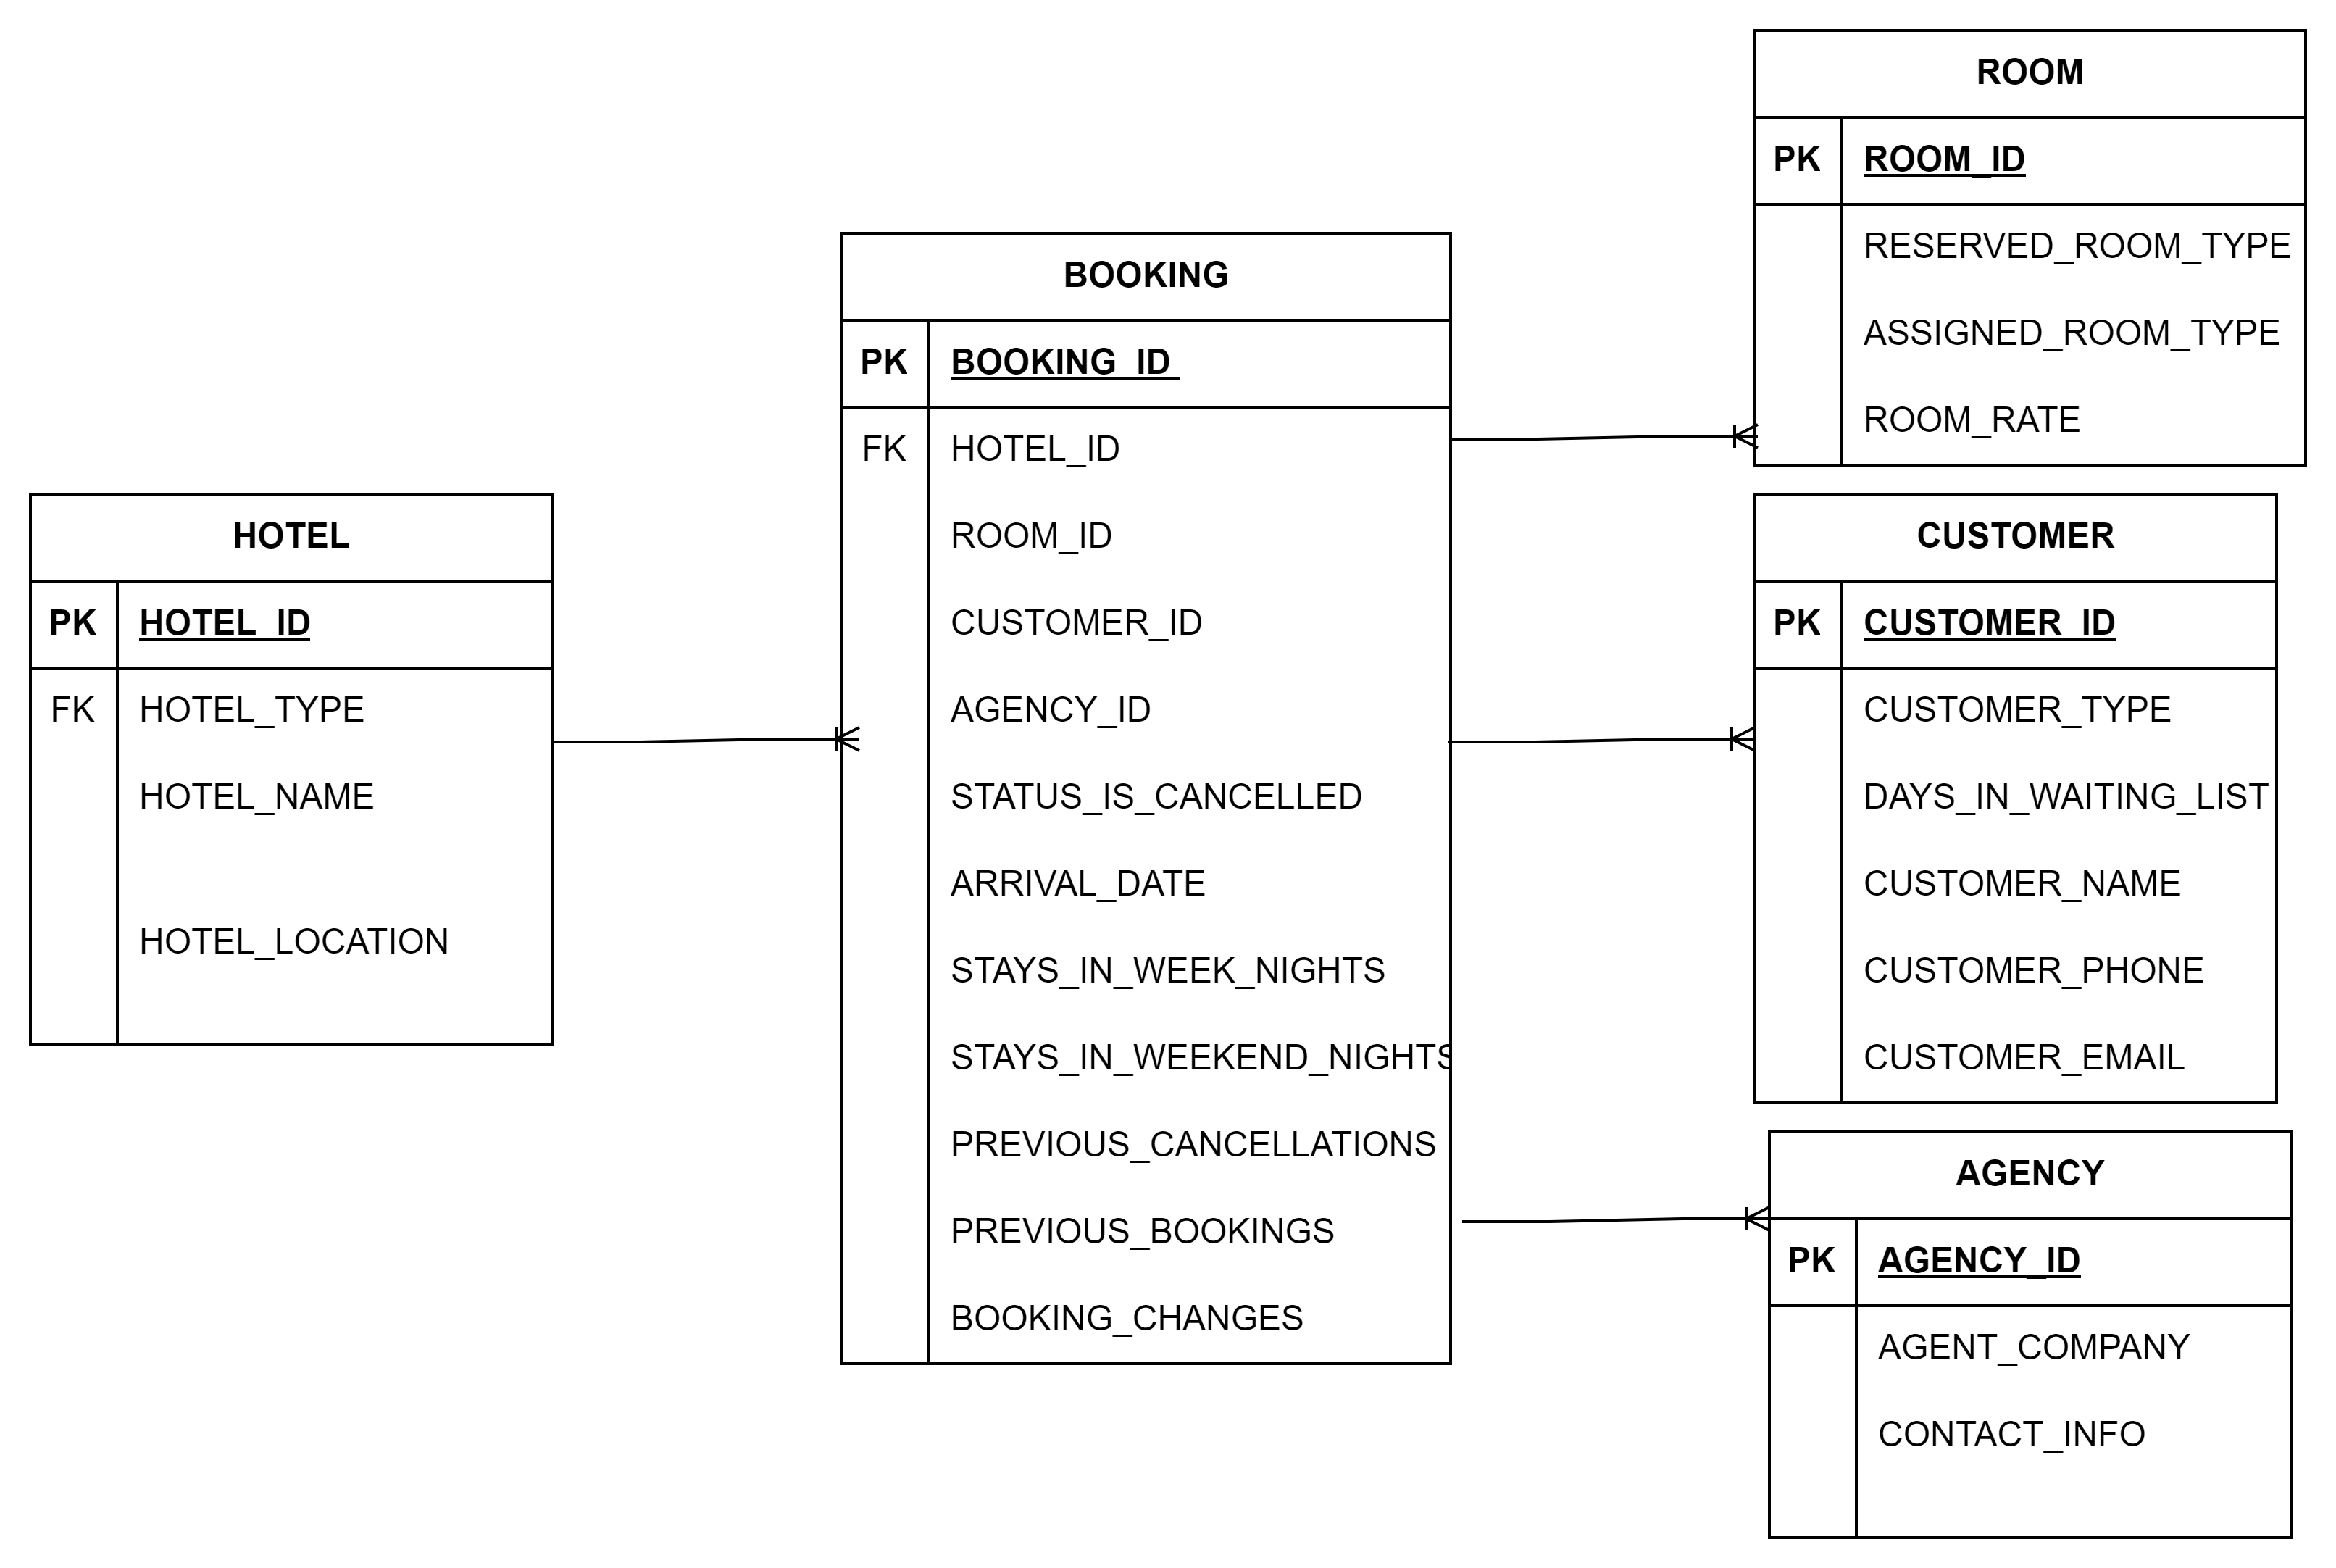 ROOM
PK ROOM_ID
RESERVED_ROOM_TYPE
ASSIGNED_ROOM_TYPE
ROOM_RATE
BOOKING
PK BOOKING_ID
FK HOTEL_ID
ROOM_ID
CUSTOMER_ID
AGENCY_ID
STATUS_IS_CANCELLED
ARRIVAL_DATE
STAYS_IN_WEEK_NIGHTS
STAYS_IN_WEEKEND_NIGHTS
PREVIOUS_CANCELLATIONS
PREVIOUS_BOOKINGS
BOOKING_CHANGES
HOTEL
PK HOTEL_ID
FK HOTEL_TYPE
HOTEL_NAME
HOTEL_LOCATION
CUSTOMER
PK CUSTOMER_ID
CUSTOMER_TYPE
DAYS_IN_WAITING_LIST
CUSTOMER_NAME
CUSTOMER_PHONE
CUSTOMER_EMAIL
AGENCY
PK AGENCY_ID
AGENT_COMPANY
CONTACT_INFO